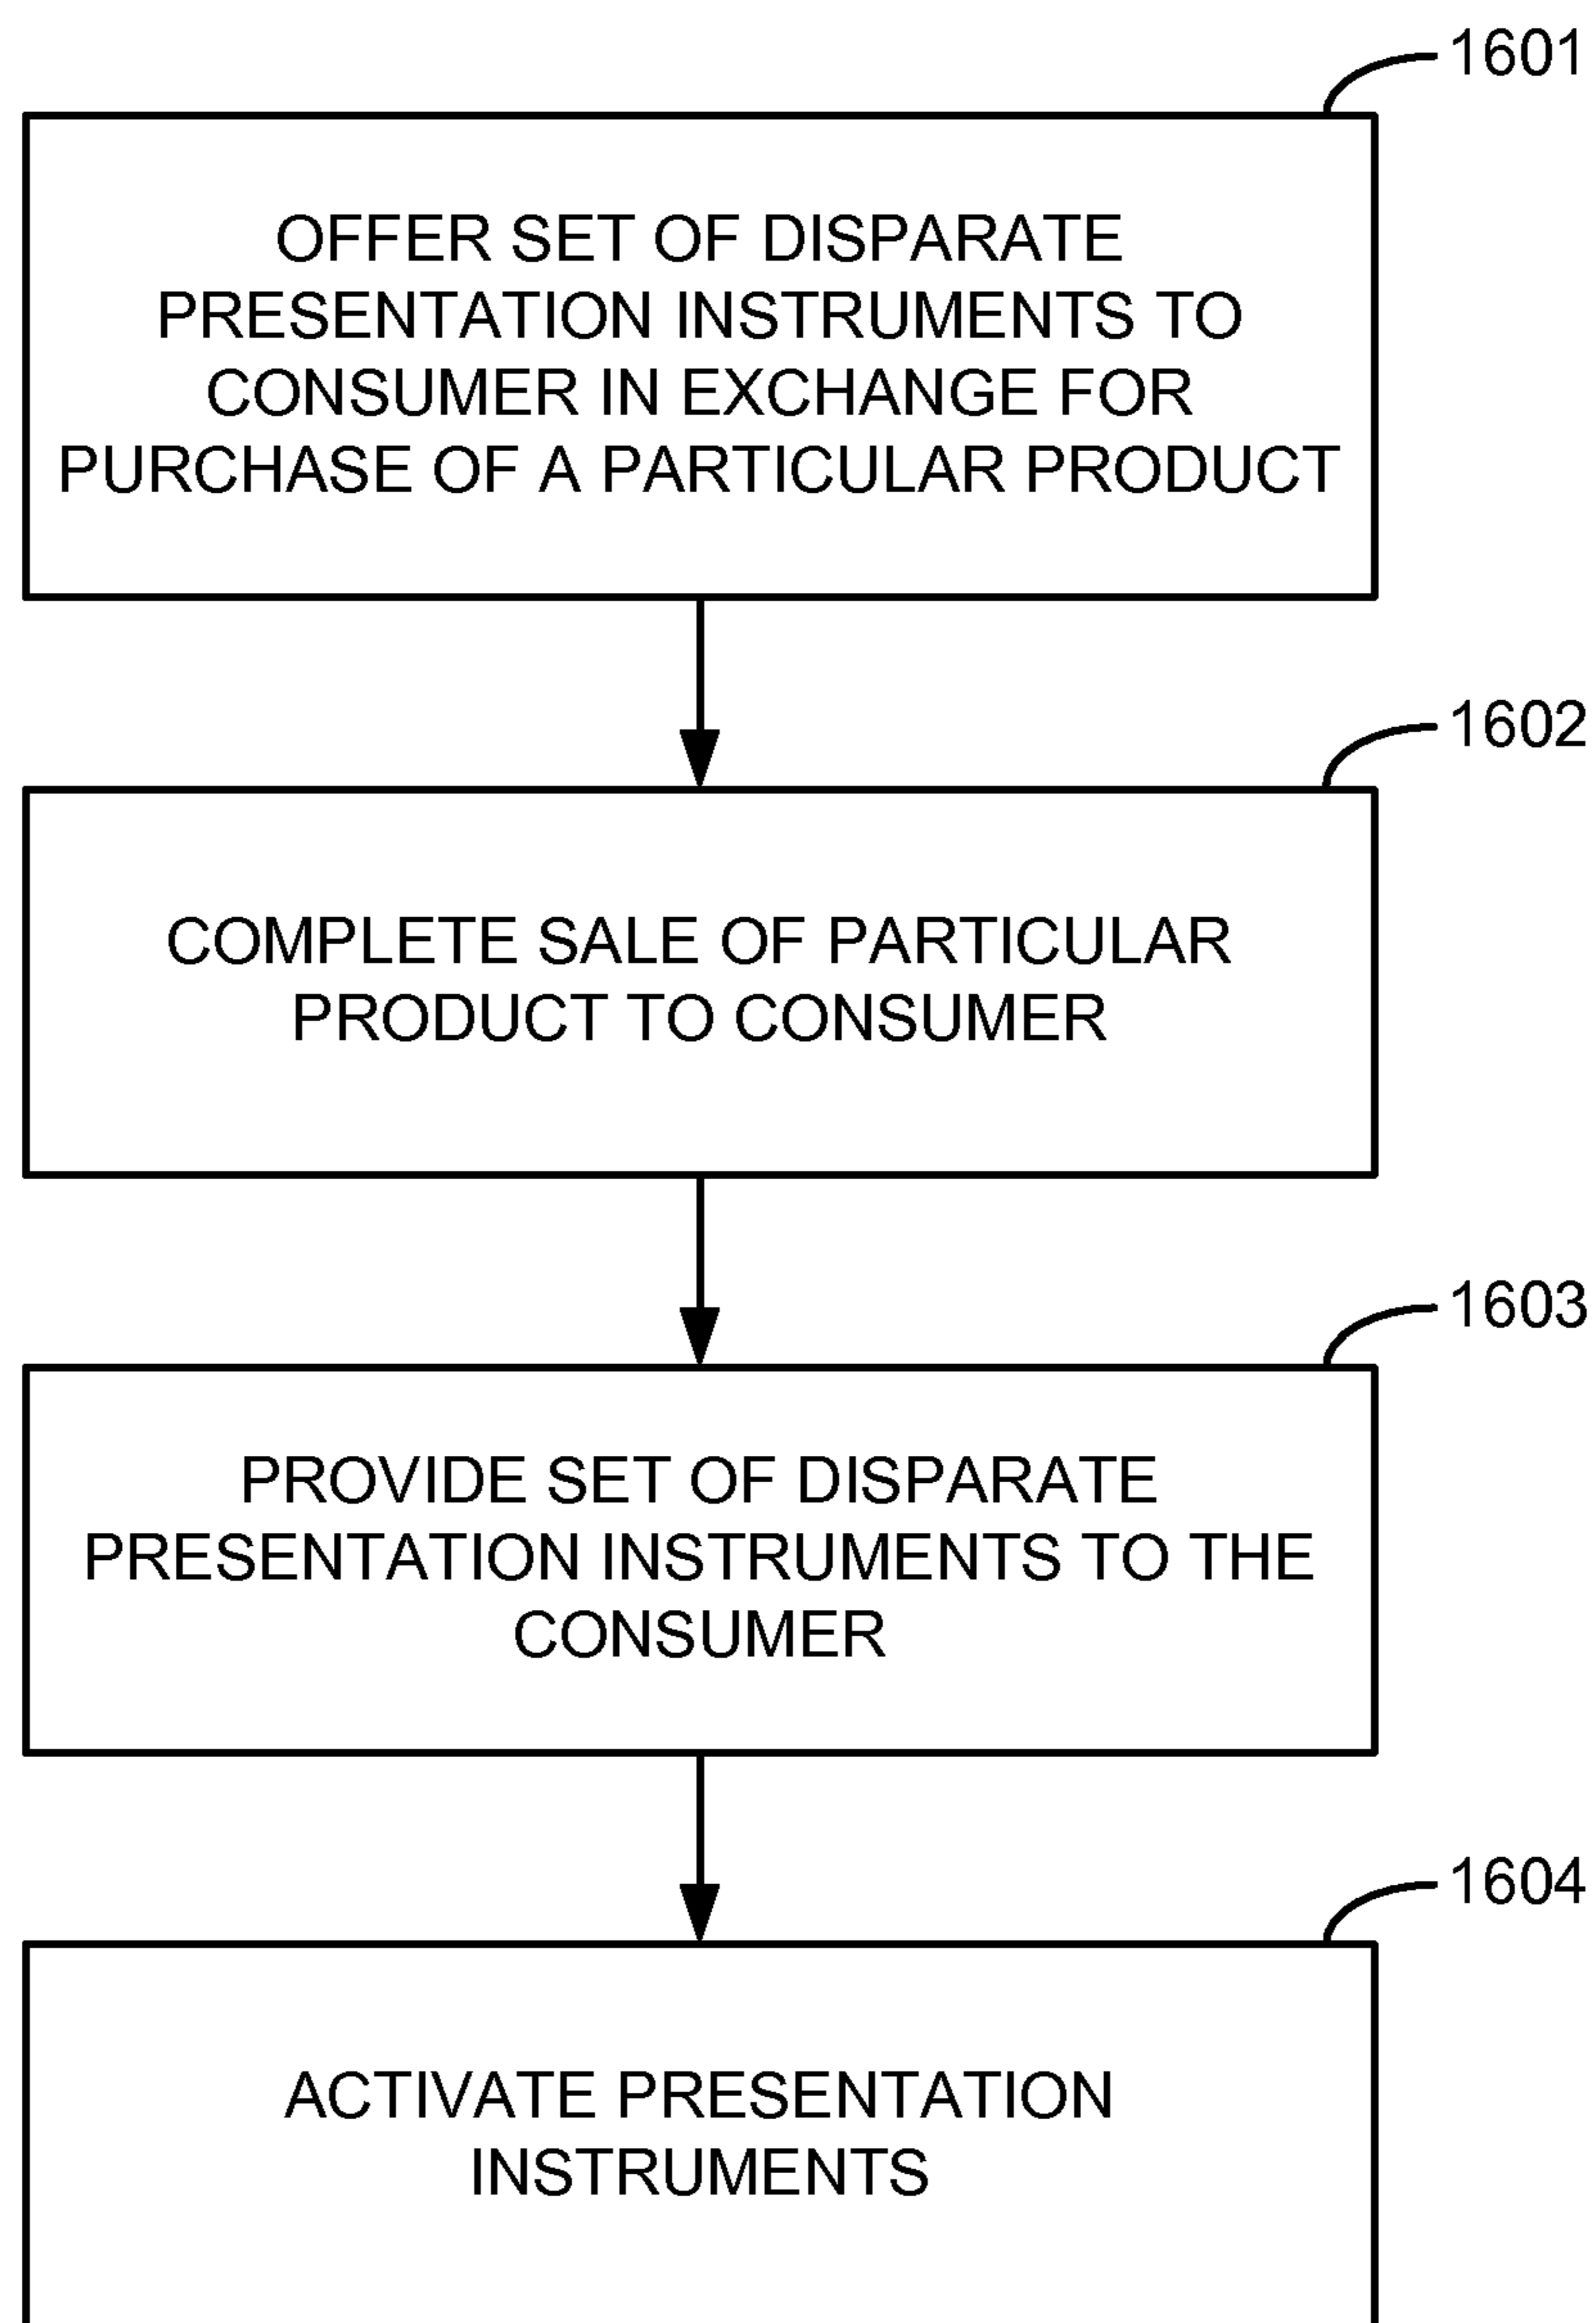 1601
OFFER SET OF DISPARATE
PRESENTATION INSTRUMENTS TO
CONSUMER IN EXCHANGE FOR
PURCHASE OF A PARTICULAR PRODUCT
1602
COMPLETE SALE OF PARTICULAR
PRODUCT TO CONSUMER
1603
PROVIDE SET OF DISPARATE
PRESENTATION INSTRUMENTS TO THE
CONSUMER
1604
ACTIVATE PRESENTATION
INSTRUMENTS